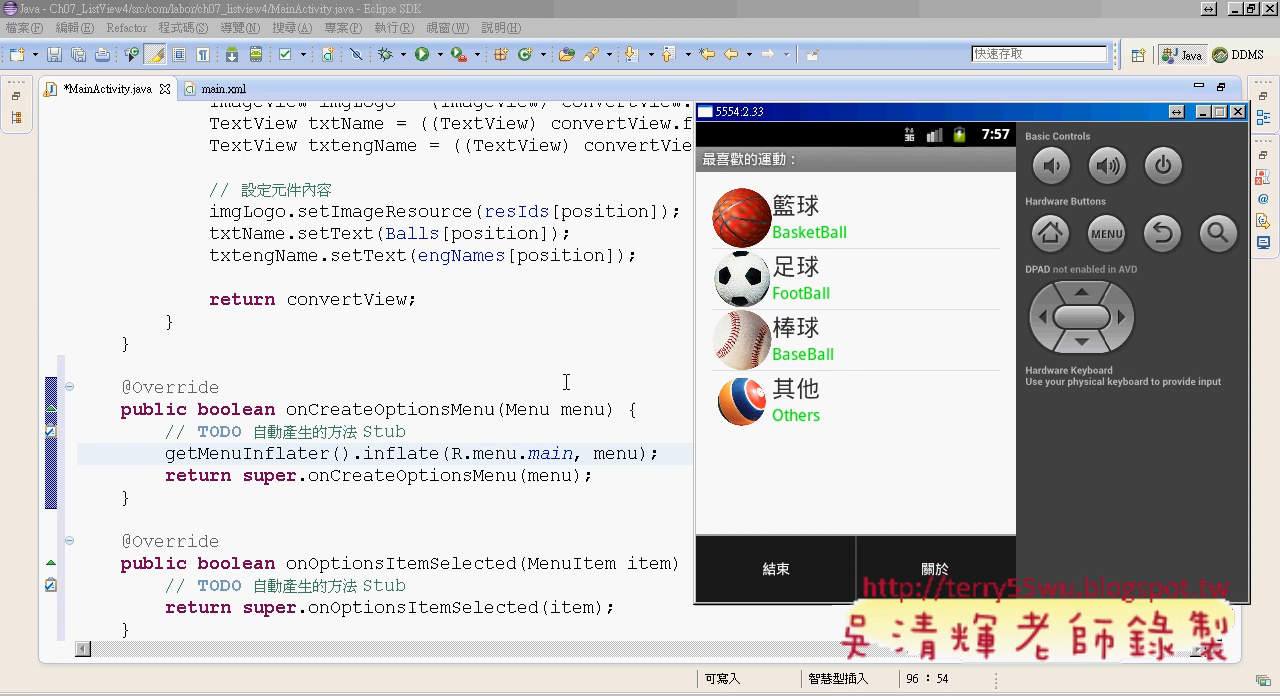 Java - Ch07_ListView4/src/com/labor/ch07_listview4/MainActivity.java - Eclipse SDK
檔案(F) 編輯(E) Refactor 程式碼(S) 導覽(N) 搜尋(A) 專案(P) 執行(R) 視窗(W) 說明(H)
快速存取
Java
DDMS
*MainActivity.java
main.xml
TextView txtName = ((TextView) convertView.f
TextView txtengName = ((TextView) convertVie
// 設定元件內容
imgLogo.setImageResource(resIds[position]);
txtName.setText(Balls[position]);
txtengName.setText(engNames[position]);
return convertView;
}
}
@Override
public boolean onCreateOptionsMenu(Menu menu) {
// TODO 自動產生的方法 Stub
getMenuInflater().inflate(R.menu.main, menu);
return super.onCreateOptionsMenu(menu);
}
@Override
public boolean onOptionsItemSelected(MenuItem item)
// TODO 自動產生的方法 Stub
return super.onOptionsItemSelected(item);
}
5554:2.33
3G
7:57
最喜歡的運動：
籃球
BasketBall
足球
FootBall
棒球
BaseBall
其他
Others
結束
關於
Basic Controls
Hardware Buttons
MENU
DPAD not enabled in AVD
Hardware Keyboard
Use your physical keyboard to provide input
http://terry55wu.blogspot.tw
吳清輝老師錄製
可寫入
智慧型插入
96 : 54